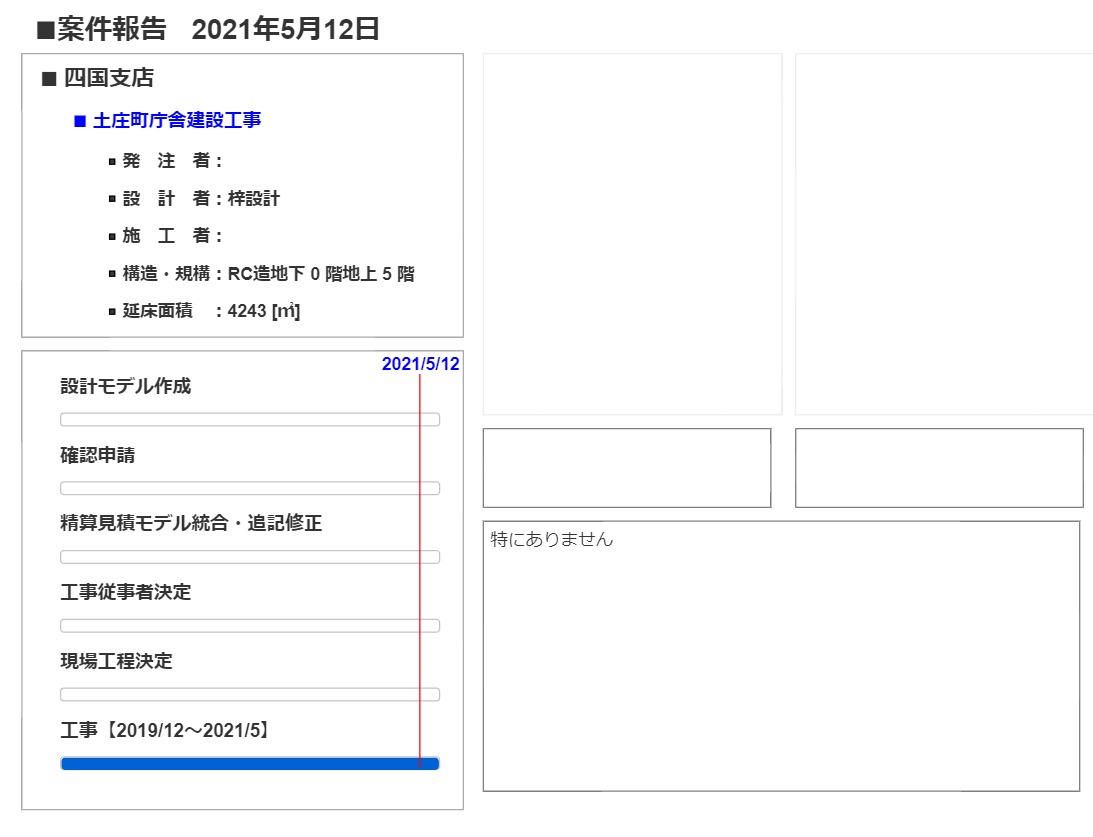 ■案件報告　2021年5月12日
■ 四国支店
■ 土庄町庁舎建設工事
▪ 発　注　者：
▪ 設　計　者：梓設計
▪ 施　工　者：
▪ 構造・規構：RC造地下 0 階地上 5 階
▪ 延床面積　：4243 [㎡]
2021/5/12
設計モデル作成
確認申請
精算見積モデル統合・追記修正
工事従事者決定
現場工程決定
工事【2019/12～2021/5】
特にありません